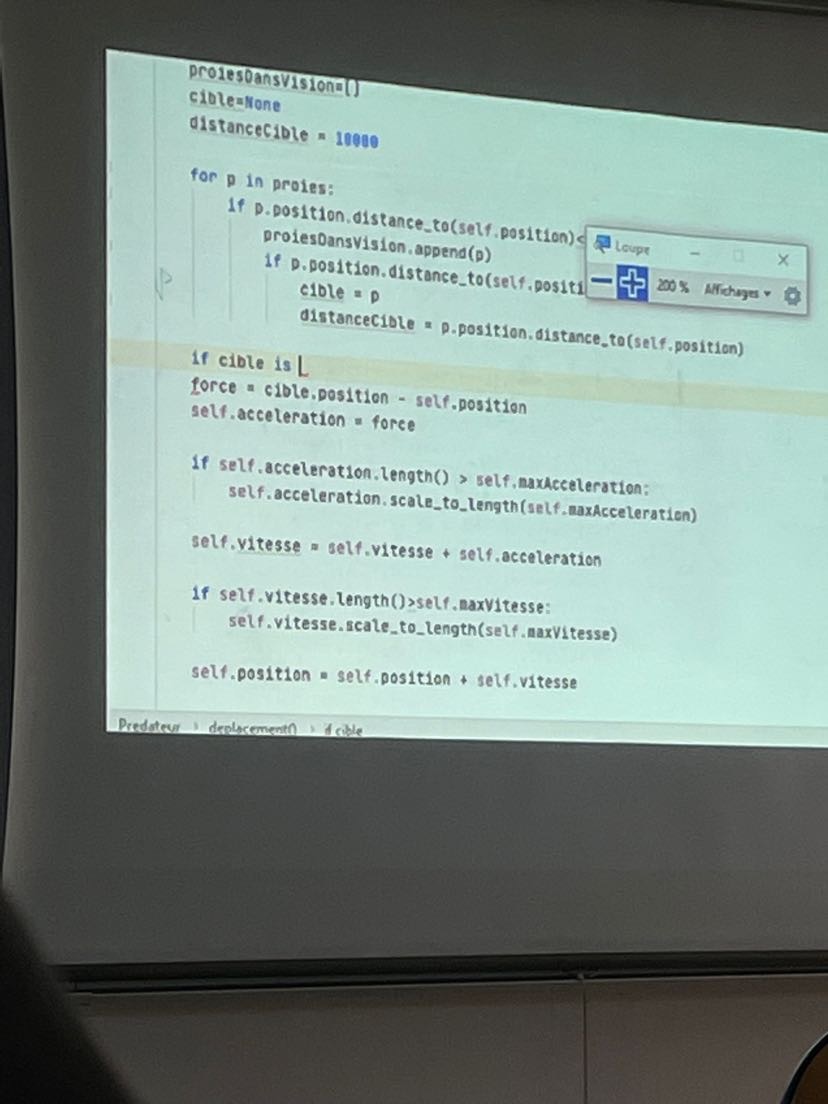 proiesDansVision=[]
cible=None
distanceCible = 10000
for p in proies:
if p.position.distance_to(self.position)<
proiesDansVision.append(p)
if p.position.distance_to(self.positi
cible = p
distanceCible = p.position.distance_to(self.position)
if cible is
force = cible.position - self.position
self.acceleration = force
if self.acceleration.length() > self.maxAcceleration:
self.acceleration.scale_to_length(self.maxAcceleration)
self.vitesse = self.vitesse + self.acceleration
if self.vitesse.length()>self.maxVitesse:
self.vitesse.scale_to_length(self.maxVitesse)
self.position = self.position + self.vitesse
Predateur › deplacement() › if cible
Loupe
200 % Affichages